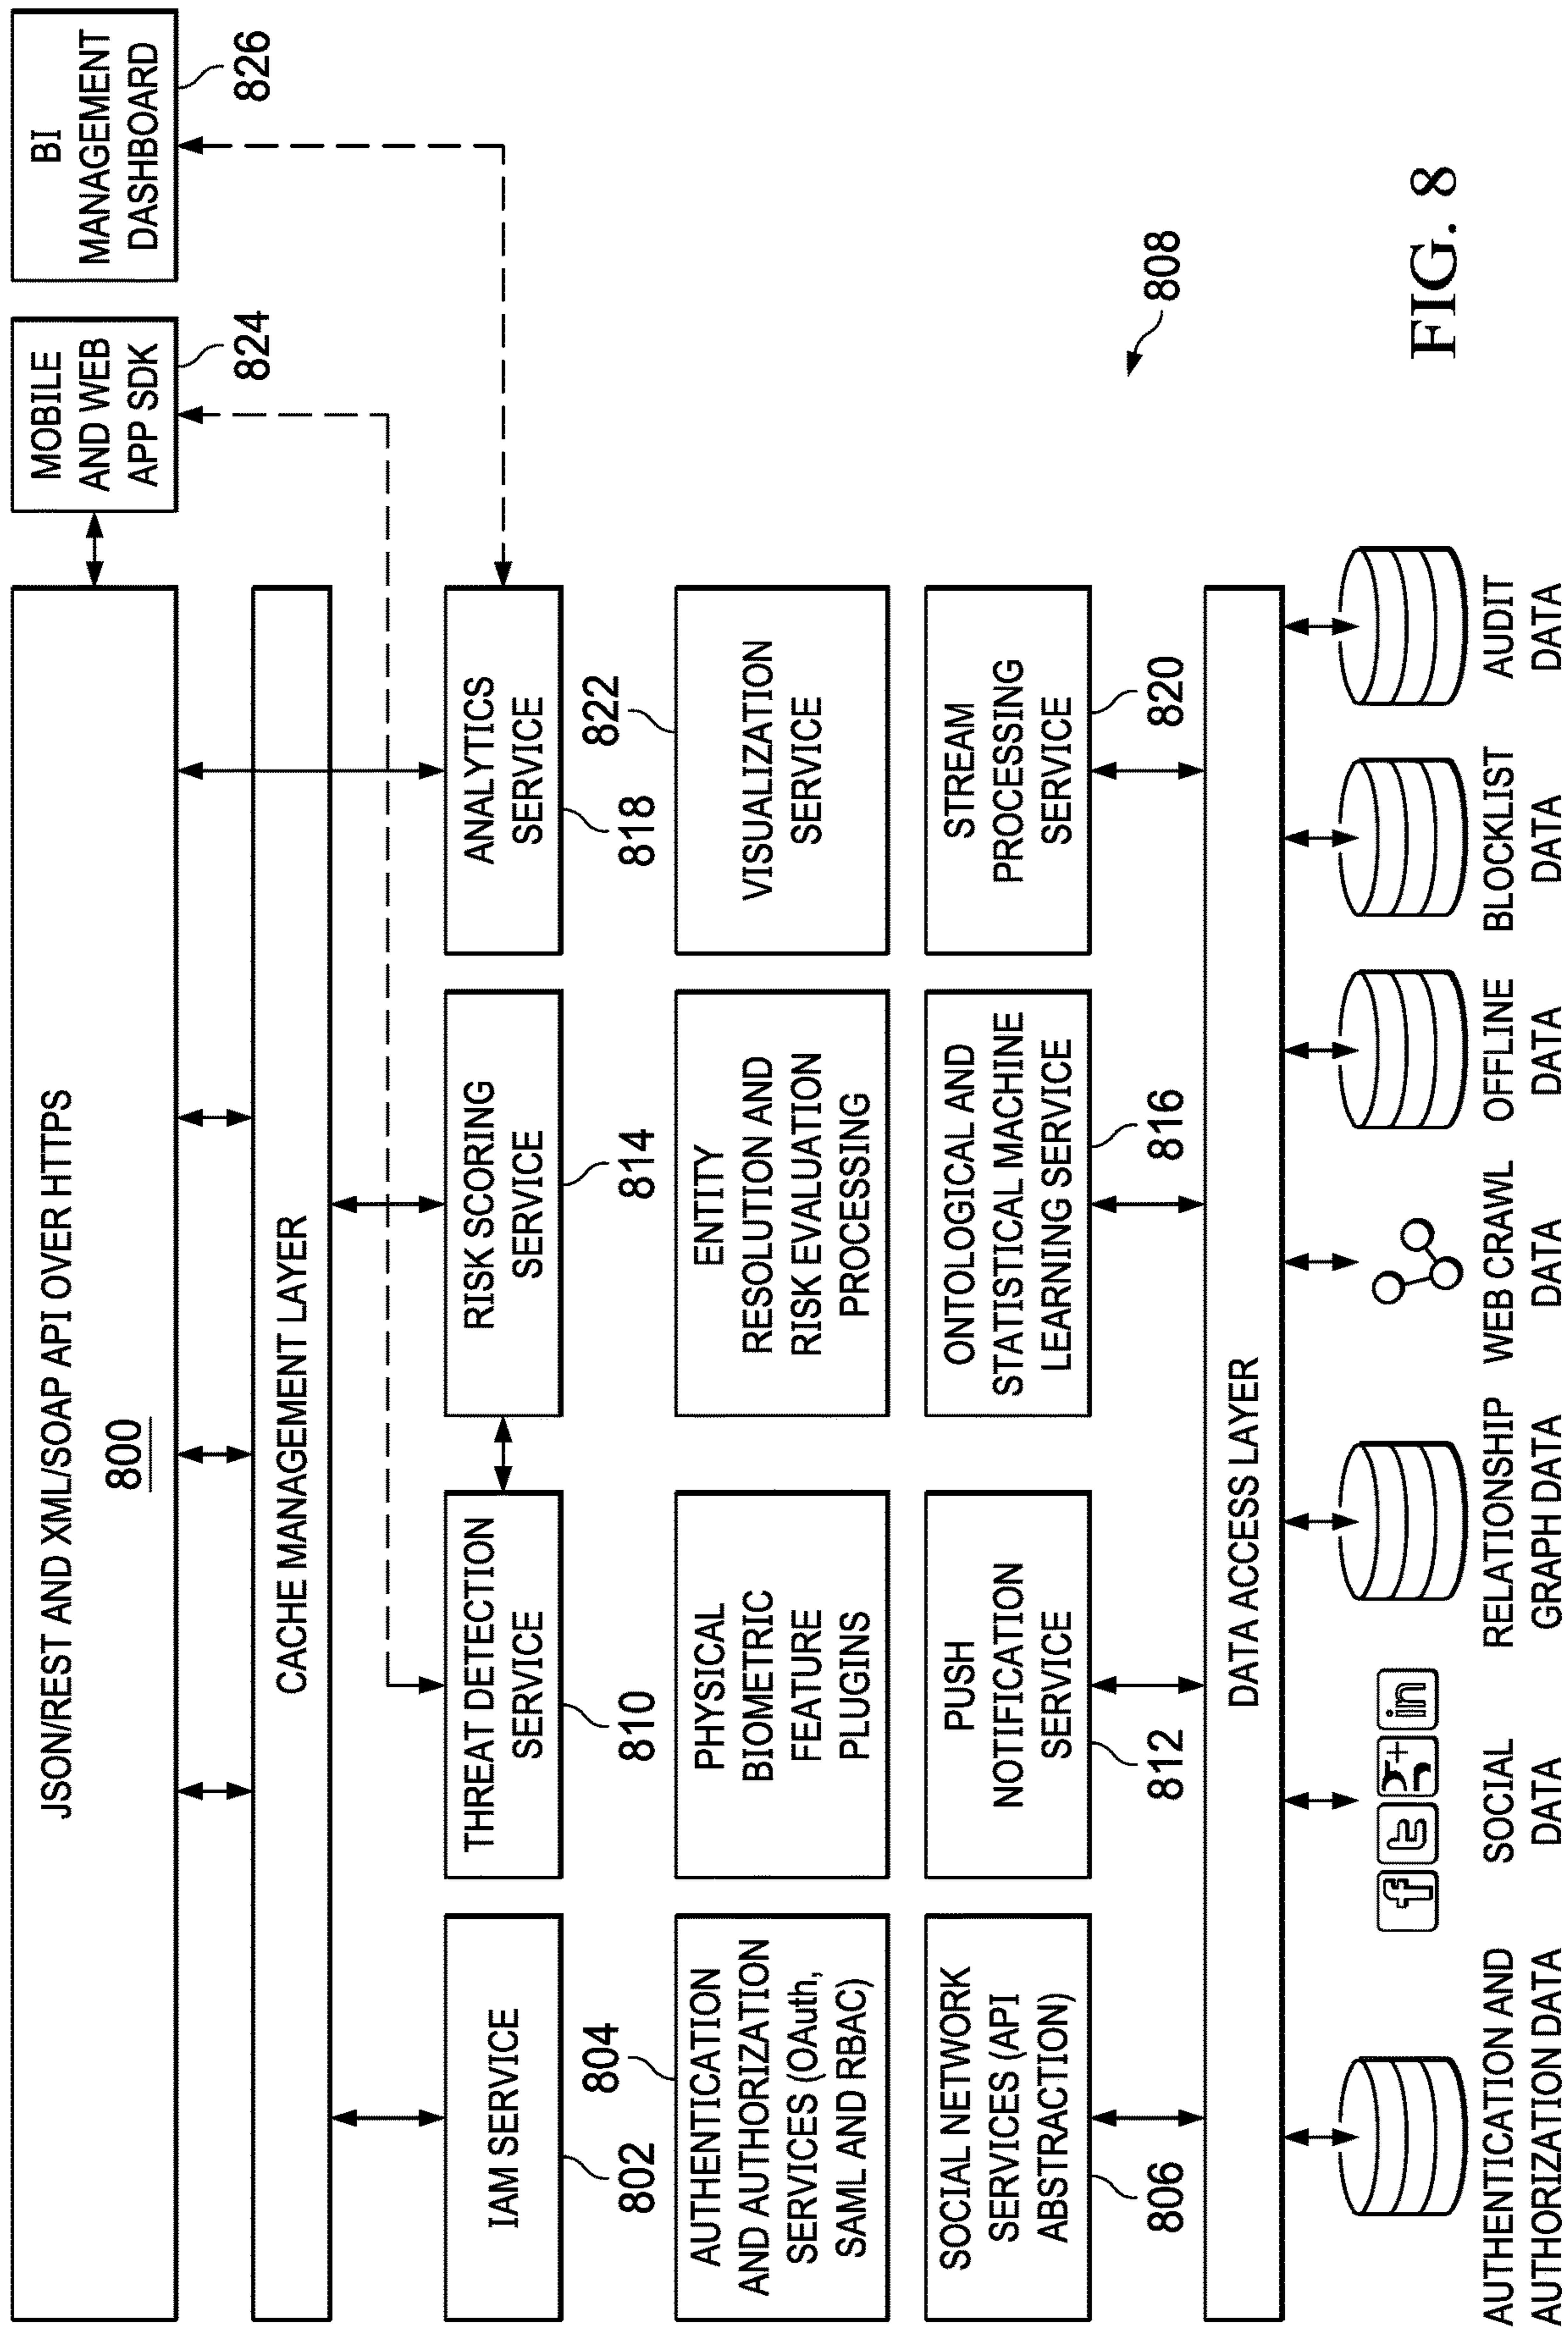 JSON/REST AND XML/SOAP API OVER HTTPS
800
MOBILE
AND WEB
APP SDK
824
BI
MANAGEMENT
DASHBOARD
826
CACHE MANAGEMENT LAYER
IAM SERVICE
802
THREAT DETECTION
SERVICE
810
RISK SCORING
SERVICE
814
ANALYTICS
SERVICE
818
804
AUTHENTICATION
AND AUTHORIZATION
SERVICES (OAuth,
SAML AND RBAC)
PHYSICAL
BIOMETRIC
FEATURE
PLUGINS
ENTITY
RESOLUTION AND
RISK EVALUATION
PROCESSING
822
VISUALIZATION
SERVICE
SOCIAL NETWORK
SERVICES (API
ABSTRACTION)
806
PUSH
NOTIFICATION
SERVICE
812
ONTOLOGICAL AND
STATISTICAL MACHINE
LEARNING SERVICE
816
STREAM
PROCESSING
SERVICE
820
808
DATA ACCESS LAYER
f
t
g+
in
AUTHENTICATION AND
AUTHORIZATION DATA
SOCIAL
DATA
RELATIONSHIP
GRAPH DATA
WEB CRAWL
DATA
OFFLINE
DATA
BLOCKLIST
DATA
AUDIT
DATA
FIG. 8